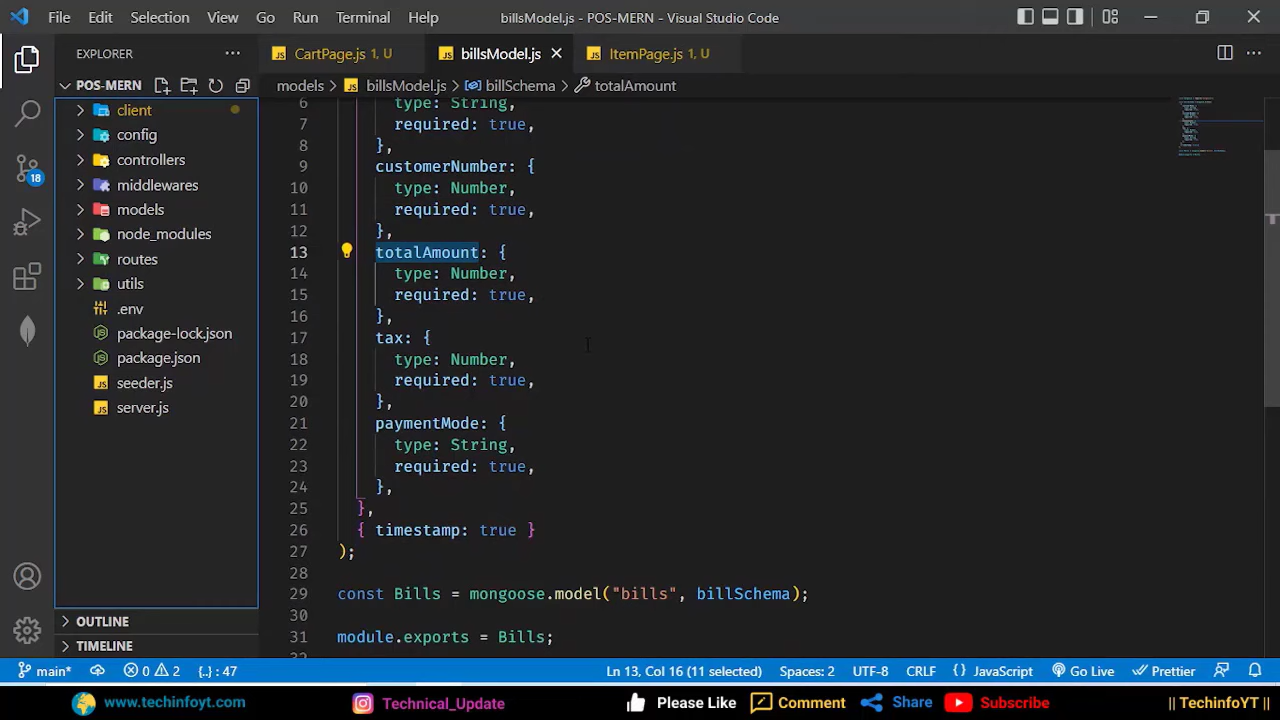 File Edit Selection View Go Run Terminal Help billsModel.js - POS-MERN - Visual Studio Code
EXPLORER
JS CartPage.js 1, U
JS billsModel.js
JS ItemPage.js 1, U
POS-MERN
models > JS billsModel.js > billSchema > totalAmount
client
config
controllers
middlewares
models
node_modules
routes
utils
.env
package-lock.json
package.json
JS seeder.js
JS server.js
18
OUTLINE
TIMELINE
6 type: String,
7 required: true,
8 },
9 customerNumber: {
10 type: Number,
11 required: true,
12 },
13 totalAmount: {
14 type: Number,
15 required: true,
16 },
17 tax: {
18 type: Number,
19 required: true,
20 },
21 paymentMode: {
22 type: String,
23 required: true,
24 },
25 },
26 { timestamp: true }
27 );
28
29 const Bills = mongoose.model("bills", billSchema);
30
31 module.exports = Bills;
main* 0 2 {..} : 47 Ln 13, Col 16 (11 selected) Spaces: 2 UTF-8 CRLF {} JavaScript Go Live Prettier
www.techinfoyt.com Technical_Update Please Like Comment Share Subscribe || TechinfoYT ||